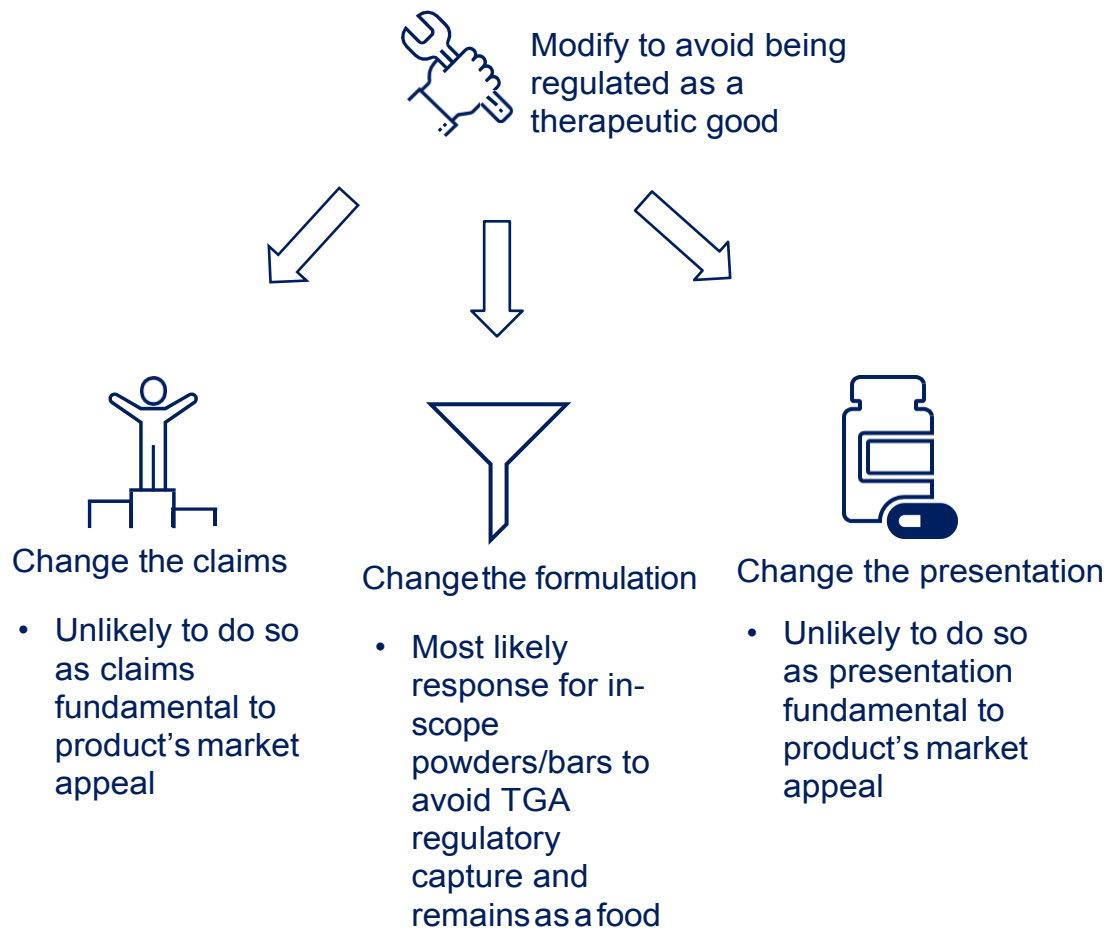 Modify to avoid being
regulated as a
therapeutic good
Change the claims
• Unlikely to do so
as claims
fundamental to
product's market
appeal
Change the formulation
• Most likely
response for in-
scope
powders/bars to
avoid TGA
regulatory
capture and
remains as a food
Change the presentation
• Unlikely to do so
as presentation
fundamental to
product's market
appeal